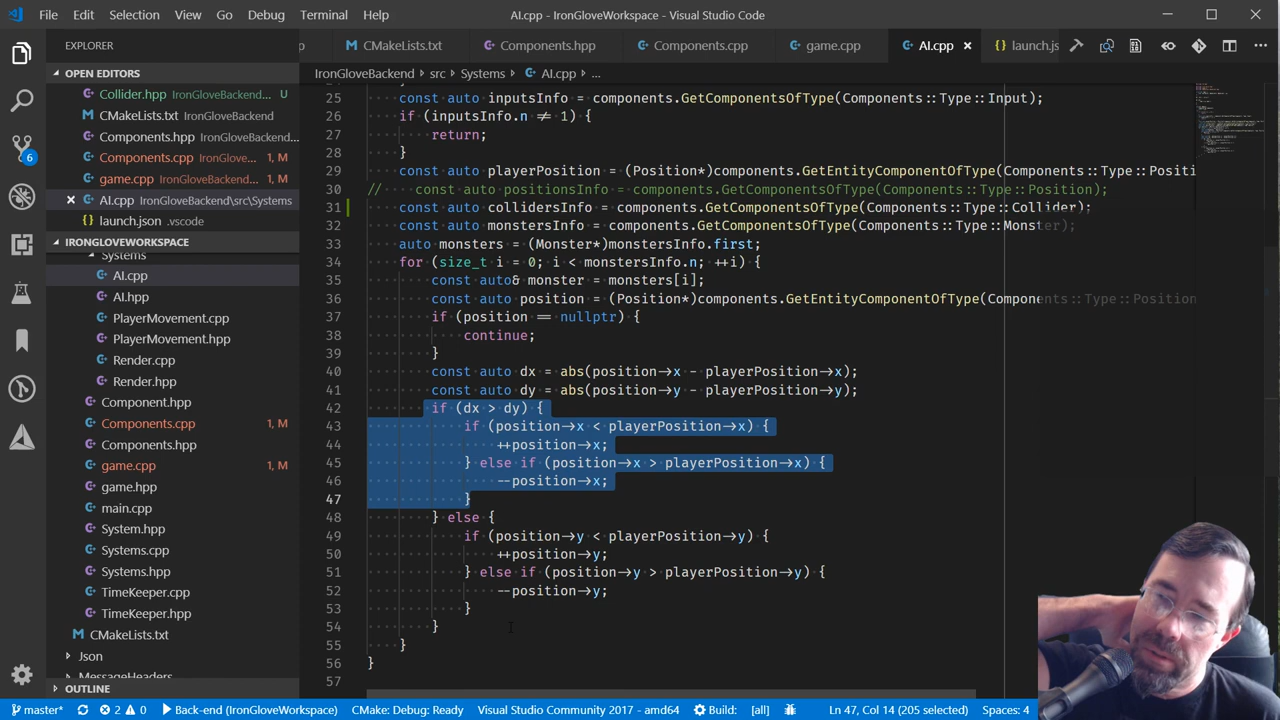 File Edit Selection View Go Debug Terminal Help
AI.cpp - IronGloveWorkspace - Visual Studio Code
EXPLORER
OPEN EDITORS
Collider.hpp IronGloveBackend... U
CMakeLists.txt IronGloveBackend
Components.hpp IronGloveBackend...
Components.cpp IronGlov... 1, M
game.cpp IronGloveBackend... 1, M
AI.cpp IronGloveBackend\src\Systems
launch.json .vscode
IRONGLOVEWORKSPACE
Systems
AI.cpp
AI.hpp
PlayerMovement.cpp
PlayerMovement.hpp
Render.cpp
Render.hpp
Component.hpp
Components.cpp 1, M
Components.hpp
game.cpp 1, M
game.hpp
main.cpp
System.hpp
Systems.cpp
Systems.hpp
TimeKeeper.cpp
TimeKeeper.hpp
CMakeLists.txt
Json
MessageHeaders
OUTLINE
6
p CMakeLists.txt Components.hpp Components.cpp game.cpp AI.cpp launch.js
IronGloveBackend › src › Systems › AI.cpp › ...
25 const auto inputsInfo = components.GetComponentsOfType(Components::Type::Input);
26 if (inputsInfo.n ≠ 1) {
27 return;
28 }
29 const auto playerPosition = (Position*)components.GetEntityComponentOfType(Components::Type::Positi
30 // const auto positionsInfo = components.GetComponentsOfType(Components::Type::Position);
31 const auto collidersInfo = components.GetComponentsOfType(Components::Type::Collider);
32 const auto monstersInfo = components.GetComponentsOfType(Components::Type::Monster);
33 auto monsters = (Monster*)monstersInfo.first;
34 for (size_t i = 0; i < monstersInfo.n; ++i) {
35 const auto& monster = monsters[i];
36 const auto position = (Position*)components.GetEntityComponentOfType(Components::Type::Position
37 if (position == nullptr) {
38 continue;
39 }
40 const auto dx = abs(position→x - playerPosition→x);
41 const auto dy = abs(position→y - playerPosition→y);
42 if (dx > dy) {
43 if (position→x < playerPosition→x) {
44 ++position→x;
45 } else if (position→x > playerPosition→x) {
46 --position→x;
47 }
48 } else {
49 if (position→y < playerPosition→y) {
50 ++position→y;
51 } else if (position→y > playerPosition→y) {
52 --position→y;
53 }
54 }
55 }
56 }
57
master* 2 0 Back-end (IronGloveWorkspace) CMake: Debug: Ready Visual Studio Community 2017 - amd64 Build: [all] Ln 47, Col 14 (205 selected) Spaces: 4